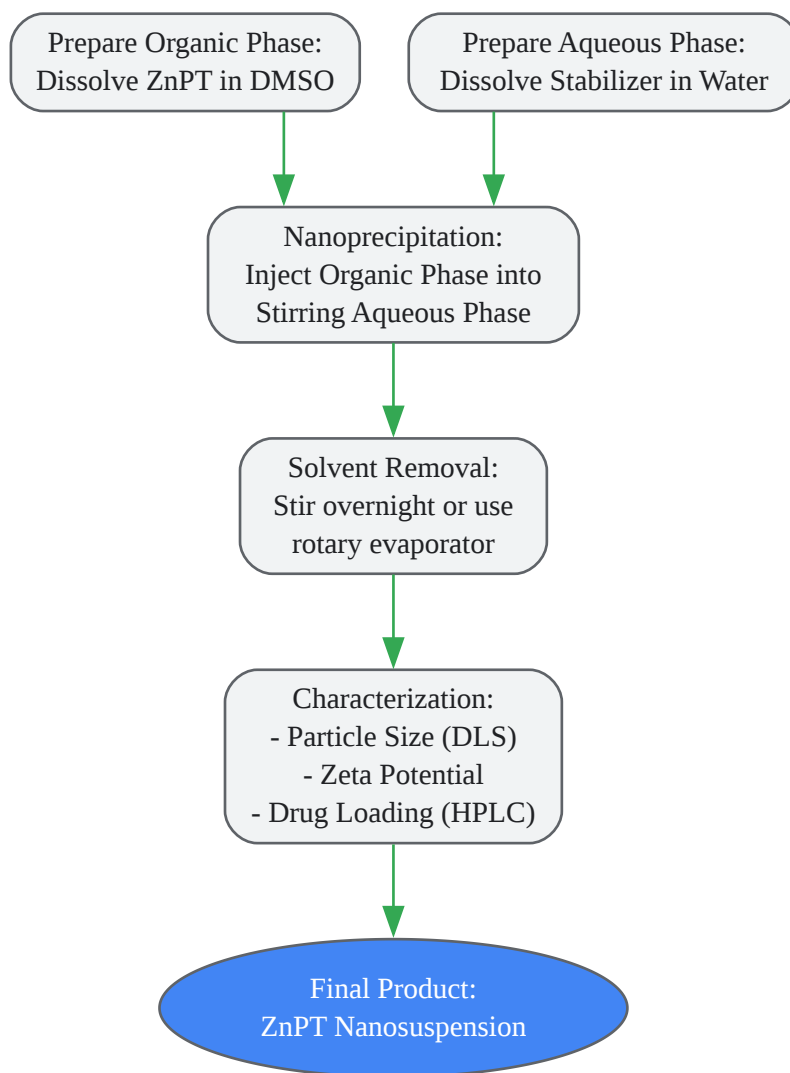 Prepare Organic Phase:
Dissolve ZnPT in DMSO
Prepare Aqueous Phase:
Dissolve Stabilizer in Water
Nanoprecipitation:
Inject Organic Phase into
Stirring Aqueous Phase
Solvent Removal:
Stir overnight or use
rotary evaporator
Characterization:
- Particle Size (DLS)
- Zeta Potential
- Drug Loading (HPLC)
Final Product:
ZnPT Nanosuspension